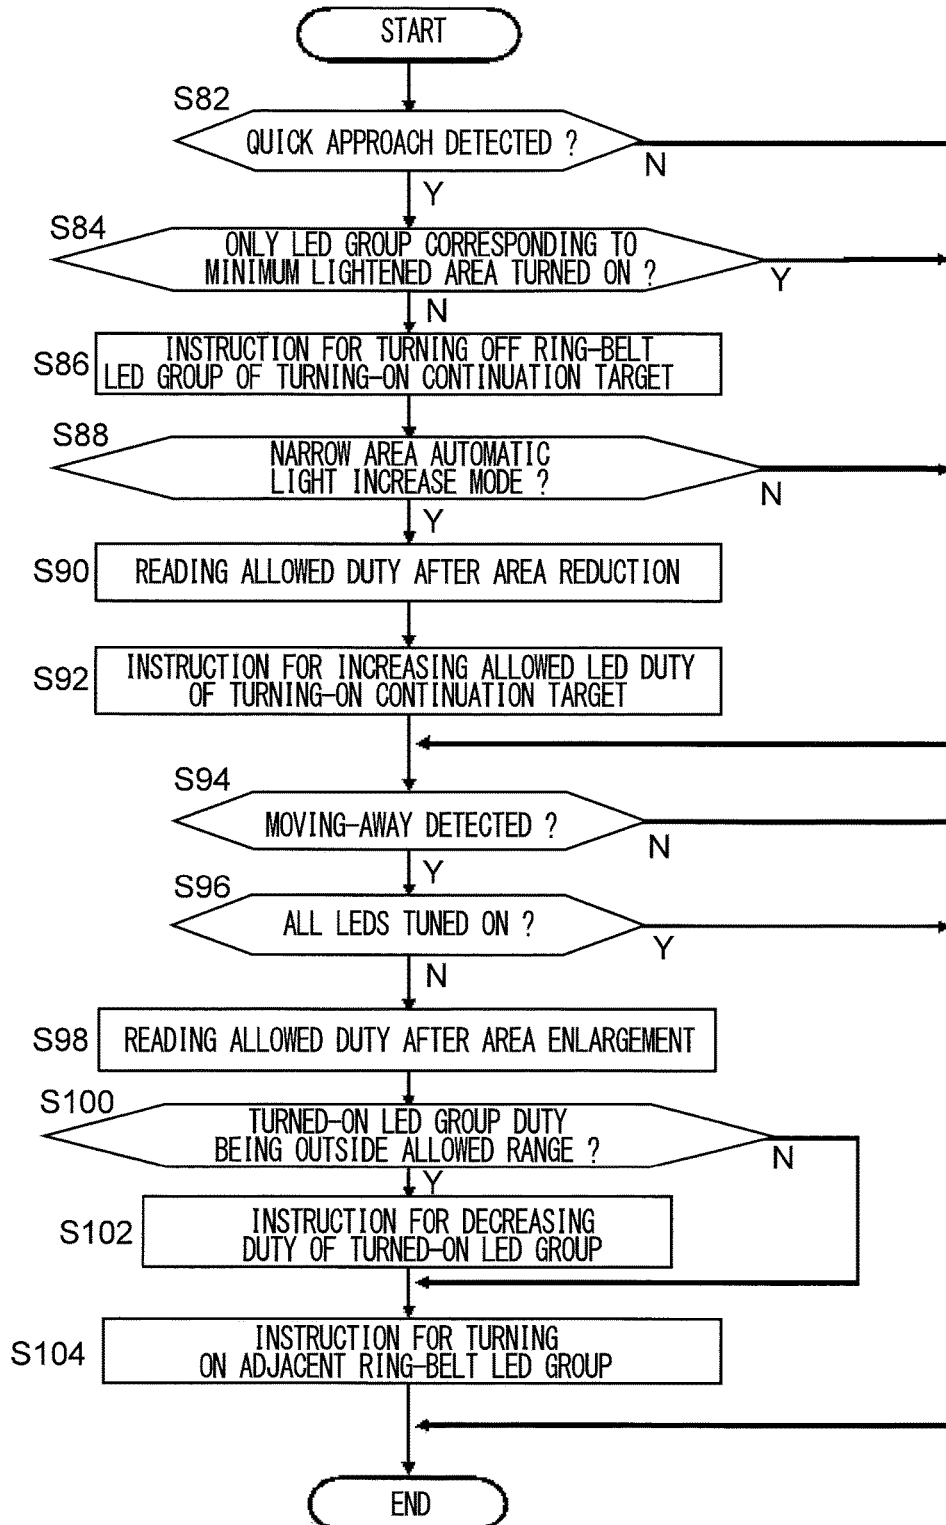 START
S82
QUICK APPROACH DETECTED ?
N
Y
S84
ONLY LED GROUP CORRESPONDING TO
MINIMUM LIGHTENED AREA TURNED ON ?
Y
N
S86
INSTRUCTION FOR TURNING OFF RING-BELT
LED GROUP OF TURNING-ON CONTINUATION TARGET
S88
NARROW AREA AUTOMATIC
LIGHT INCREASE MODE ?
N
Y
S90
READING ALLOWED DUTY AFTER AREA REDUCTION
S92
INSTRUCTION FOR INCREASING ALLOWED LED DUTY
OF TURNING-ON CONTINUATION TARGET
S94
MOVING-AWAY DETECTED ?
N
Y
S96
ALL LEDS TUNED ON ?
Y
N
S98
READING ALLOWED DUTY AFTER AREA ENLARGEMENT
S100
TURNED-ON LED GROUP DUTY
BEING OUTSIDE ALLOWED RANGE ?
N
Y
S102
INSTRUCTION FOR DECREASING
DUTY OF TURNED-ON LED GROUP
S104
INSTRUCTION FOR TURNING
ON ADJACENT RING-BELT LED GROUP
END